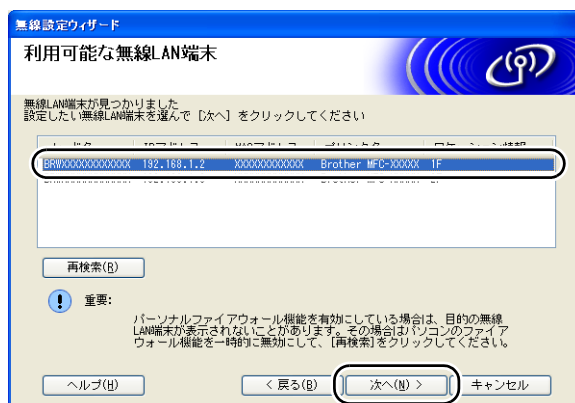 無線設定ウィザード
利用可能な無線LAN端末
無線LAN端末が見つかりました
設定したい無線LAN端末を選んで [次へ] をクリックしてください
BRWXXXXXXXXXXXX 192.168.1.2 XXXXXXXXXXXX Brother MFC-XXXXX 1F
再検索(R)
重要:
パーソナルファイアウォール機能を有効にしている場合は、目的の無線
LAN端末が表示されないことがあります。その場合はパソコンのファイア
ウォール機能を一時的に無効にして、[再検索]をクリックしてください。
ヘルプ(H) < 戻る(B) 次へ(N) > キャンセル